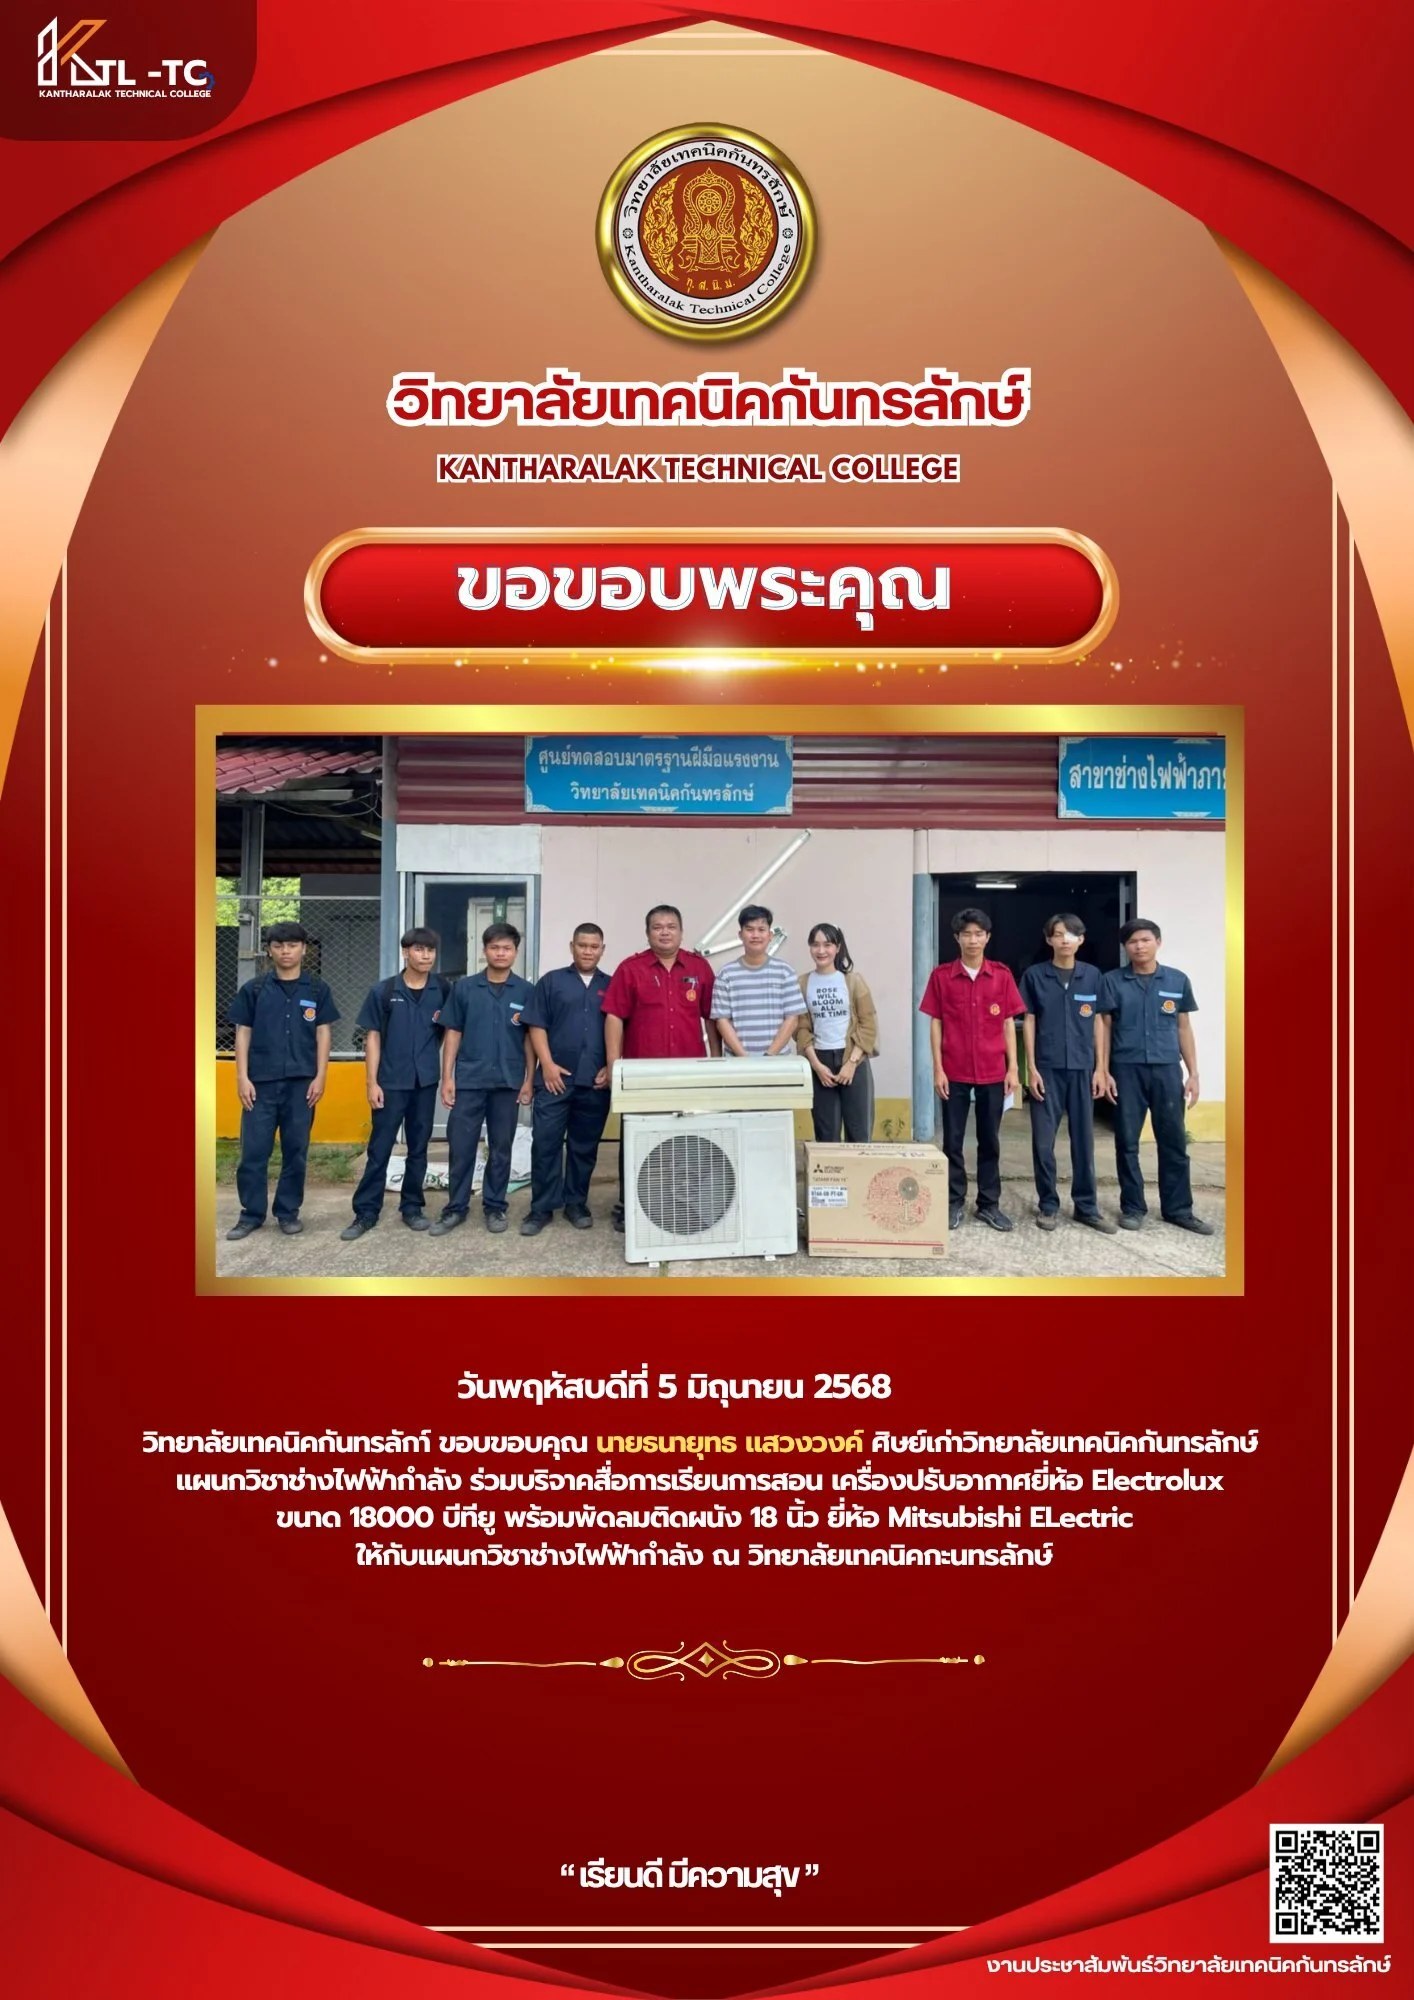 KTL -TC
KANTHARALAK TECHNICAL COLLEGE
วิทยาลัยเทคนิคกันทรลักษ์
ทุ. ส. นิ. ม.
Kantharalak Technical College
วิทยาลัยเทคนิคกันทรลักษ์
KANTHARALAK TECHNICAL COLLEGE
ขอขอบพระคุณ
ศูนย์ทดสอบมาตรฐานฝีมือแรงงาน
วิทยาลัยเทคนิคกันทรลักษ์
สาขาช่างไฟฟ้าภา
ROSE
WILL
BLOOM
ALL
THE TIME
MITSUBISHI
ELECTRIC
วันพฤหัสบดีที่ 5 มิถุนายน 2568
วิทยาลัยเทคนิคกันทรลักา์ ขอบขอบคุณ นายธนายุทธ แสวงวงค์ ศิษย์เก่าวิทยาลัยเทคนิคกันทรลักษ์
แผนกวิชาช่างไฟฟ้ากำลัง ร่วมบริจาคสื่อการเรียนการสอน เครื่องปรับอากาศยี่ห้อ Electrolux
ขนาด 18000 บีทียู พร้อมพัดลมติดผนัง 18 นิ้ว ยี่ห้อ Mitsubishi ELectric
ให้กับแผนกวิชาช่างไฟฟ้ากำลัง ณ วิทยาลัยเทคนิคกะนทรลักษ์
“ เรียนดี มีความสุข ”
งานประชาสัมพันธ์วิทยาลัยเทคนิคกันทรลักษ์